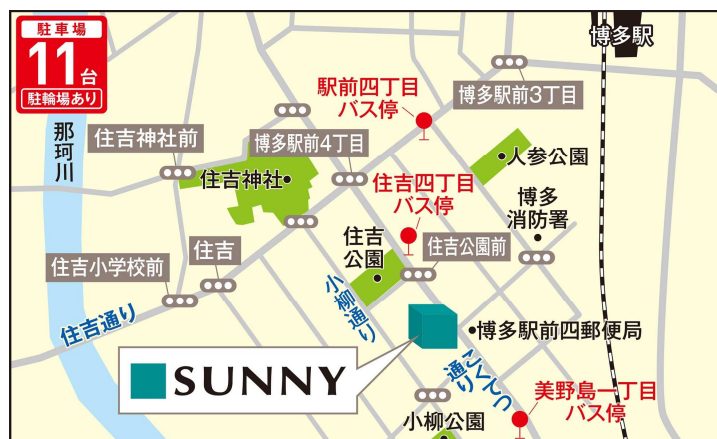 駐車場
11台
駐輪場あり
博多駅
駅前四丁目
バス停
博多駅前3丁目
那珂川
住吉神社前
博多駅前4丁目
人参公園
住吉神社
住吉四丁目
バス停
博多
消防署
住吉
公園
住吉公園前
住吉
住吉小学校前
住吉通り
小柳通り
博多駅前四郵便局
SUNNY
こくてつ
通り
美野島一丁目
バス停
小柳公園